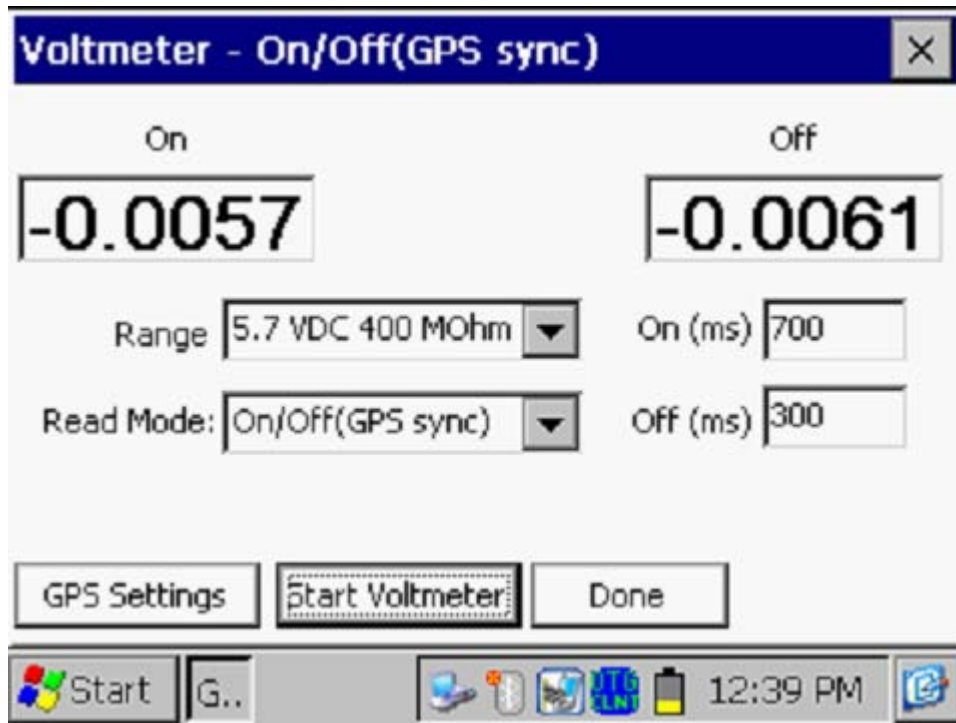 Voltmeter - On/Off(GPS sync)
On Off
-0.0057 -0.0061
Range 5.7 VDC 400 MOhm On (ms) 700
Read Mode: On/Off(GPS sync) Off (ms) 300
GPS Settings Start Voltmeter Done
Start G.. UTG CLNT 12:39 PM